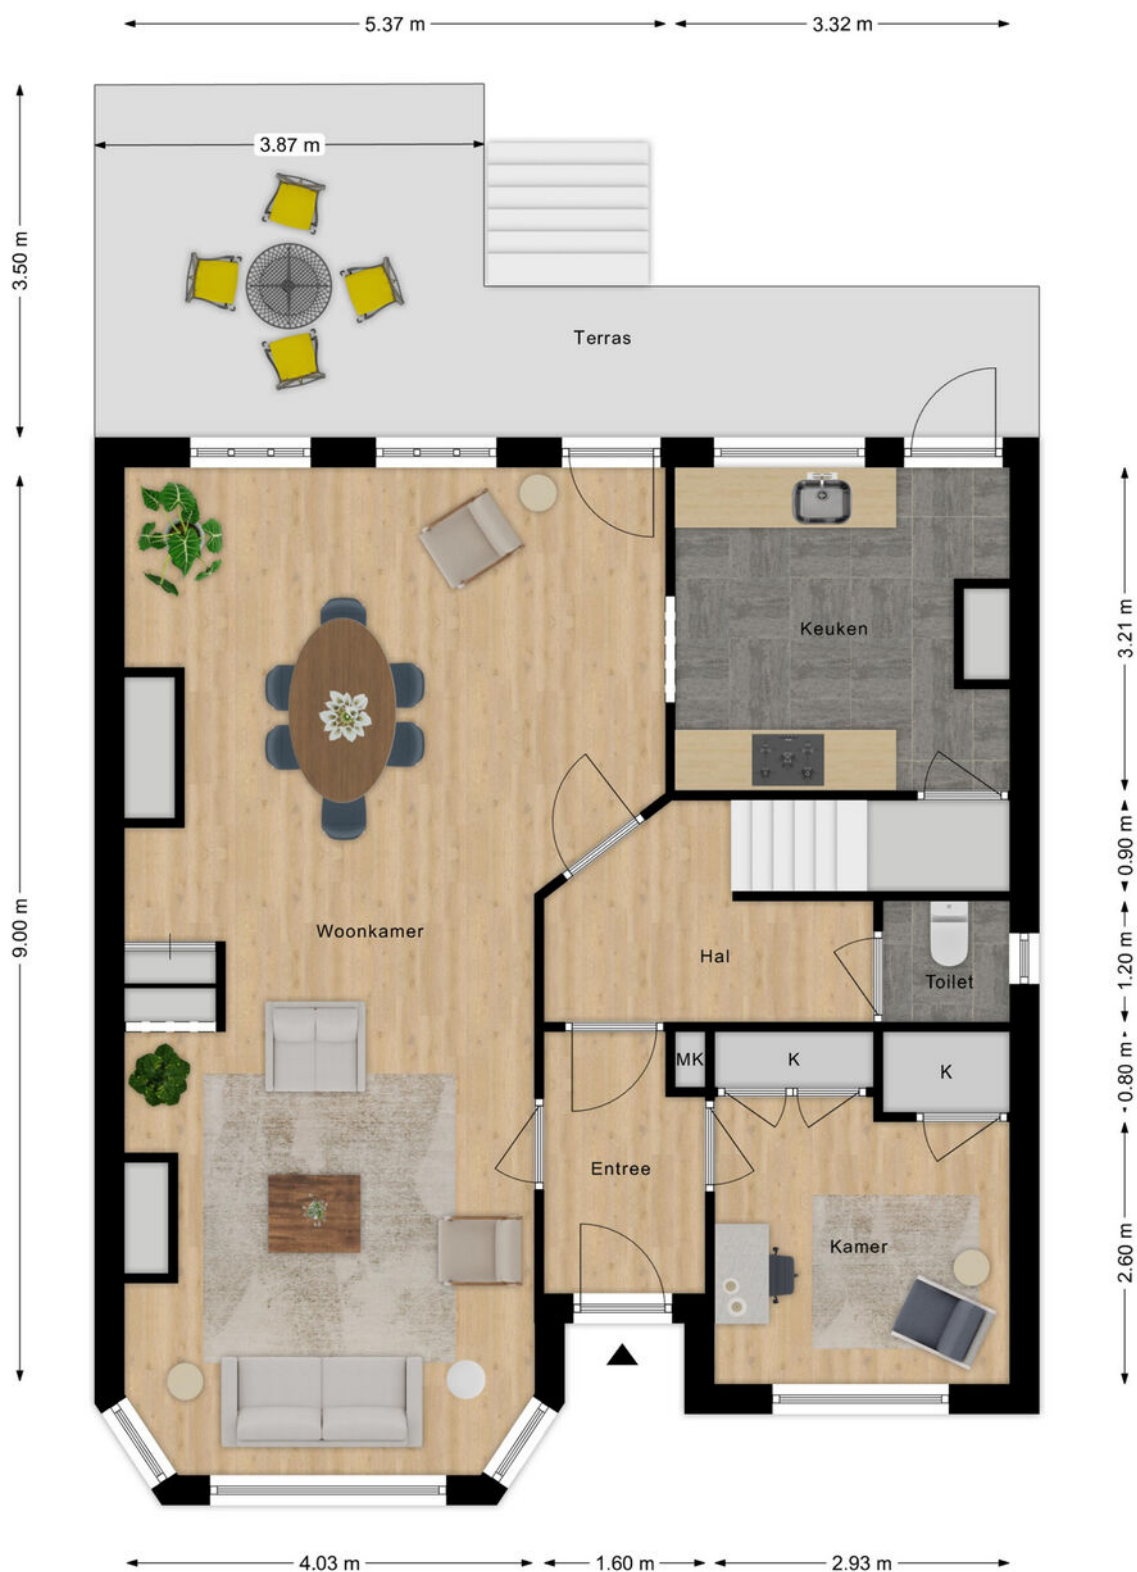 5.37 m
3.32 m
3.87 m
3.50 m
Terras
Keuken
3.21 m
9.00 m
0.90 m
Woonkamer
Hal
1.20 m
Toilet
MK
K
K
0.80 m
Entree
Kamer
2.60 m
4.03 m
1.60 m
2.93 m